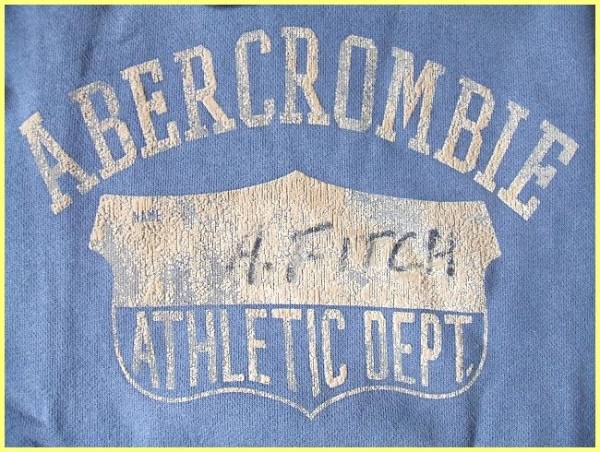 ABERCROMBIE
NAME
A. FITCH
ATHLETIC DEPT.